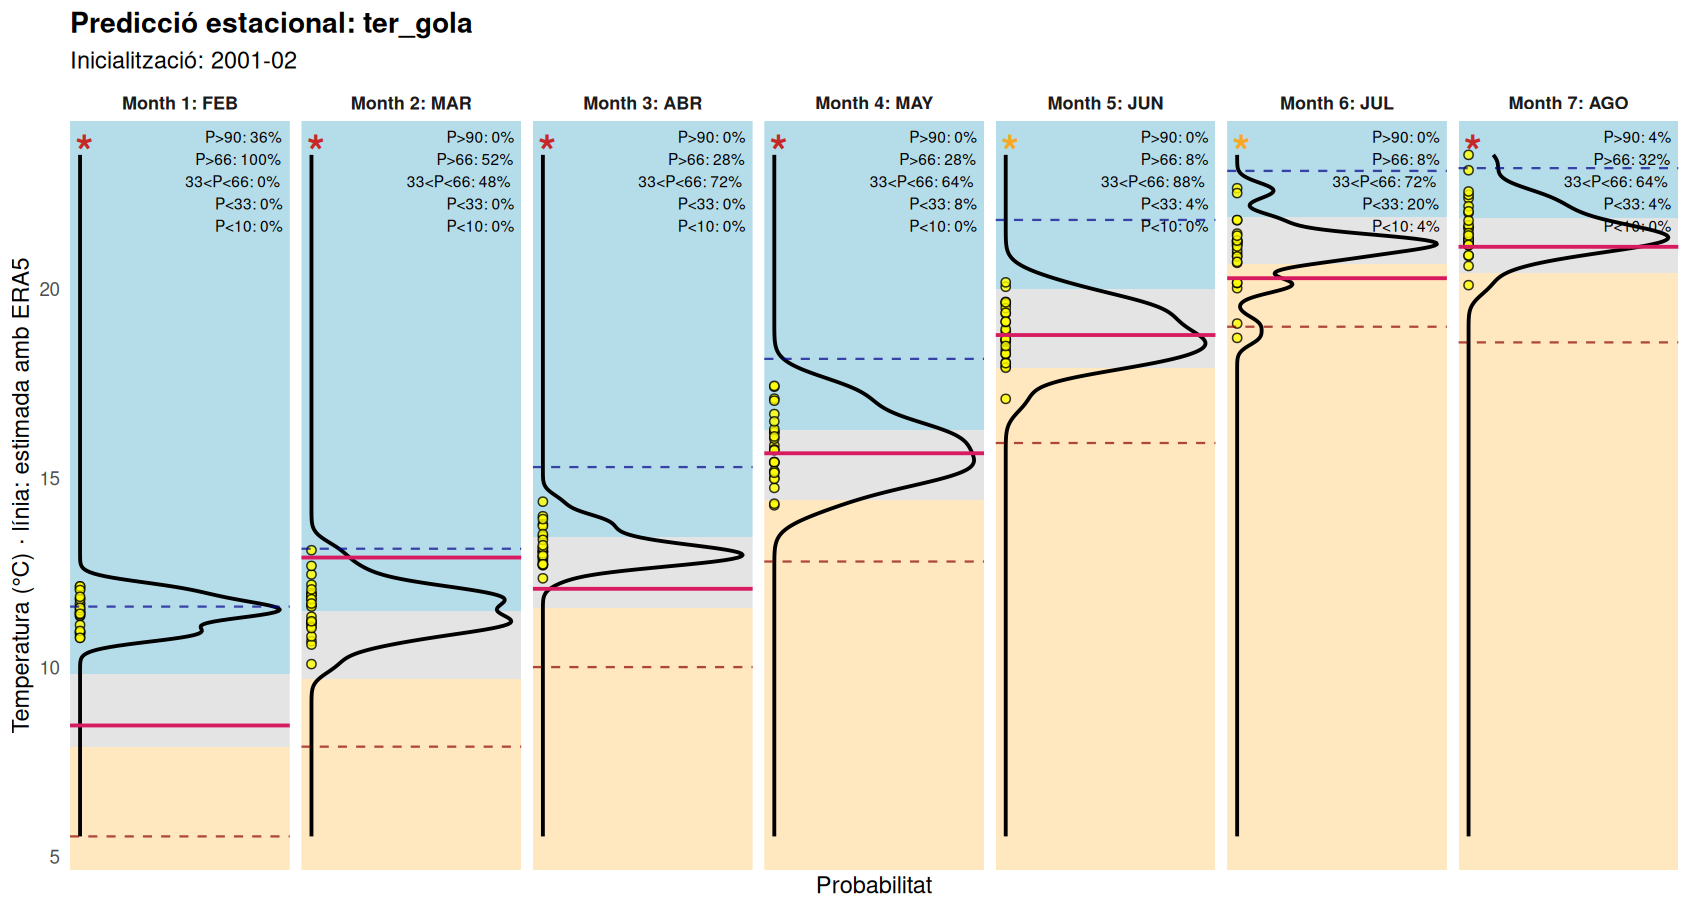 Predicció estacional: ter_gola
Inicialització: 2001-02
Month 1: FEB
Month 2: MAR
Month 3: ABR
Month 4: MAY
Month 5: JUN
Month 6: JUL
Month 7: AGO
P>90: 36%
P>66: 100%
33<P<66: 0%
P<33: 0%
P<10: 0%
P>90: 0%
P>66: 52%
33<P<66: 48%
P<33: 0%
P<10: 0%
P>90: 0%
P>66: 28%
33<P<66: 72%
P<33: 0%
P<10: 0%
P>90: 0%
P>66: 28%
33<P<66: 64%
P<33: 8%
P<10: 0%
P>90: 0%
P>66: 8%
33<P<66: 88%
P<33: 4%
P<10: 0%
P>90: 0%
P>66: 8%
33<P<66: 72%
P<33: 20%
P<10: 4%
P>90: 4%
P>66: 32%
33<P<66: 64%
P<33: 4%
P<10: 0%
Temperatura (°C) · línia: estimada amb ERA5
20
15
10
5
Probabilitat